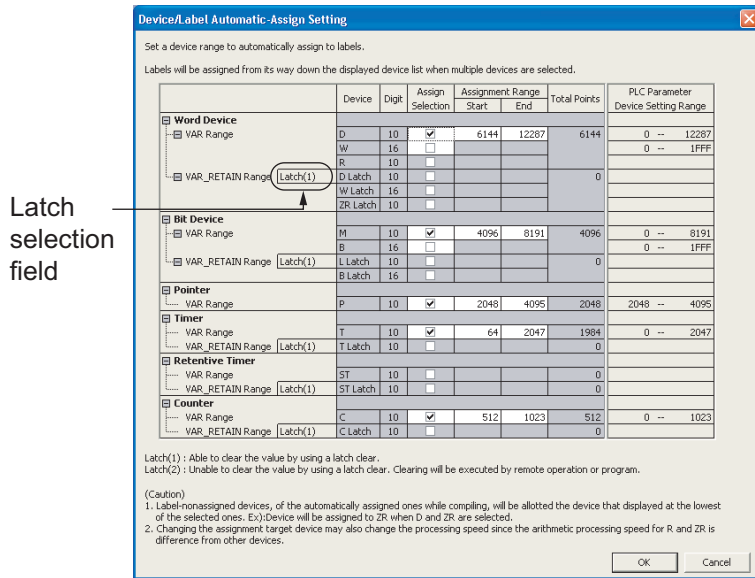 Device/Label Automatic-Assign Setting
Set a device range to automatically assign to labels.
Labels will be assigned from its way down the displayed device list when multiple devices are selected.
Device Digit Assign Selection Assignment Range Start End Total Points PLC Parameter Device Setting Range
Word Device
VAR Range D 10 6144 12287 6144 0 -- 12287
W 16 0 -- 1FFF
R 10
VAR_RETAIN Range Latch(1) D Latch 10 0
W Latch 16
ZR Latch 10
Bit Device
VAR Range M 10 4096 8191 4096 0 -- 8191
B 16 0 -- 1FFF
VAR_RETAIN Range Latch(1) L Latch 10 0
B Latch 16
Pointer
VAR Range P 10 2048 4095 2048 2048 -- 4095
Timer
VAR Range T 10 64 2047 1984 0 -- 2047
VAR_RETAIN Range Latch(1) T Latch 10 0
Retentive Timer
VAR Range ST 10 0
VAR_RETAIN Range Latch(1) ST Latch 10 0
Counter
VAR Range C 10 512 1023 512 0 -- 1023
VAR_RETAIN Range Latch(1) C Latch 10 0
Latch(1) : Able to clear the value by using a latch clear.
Latch(2) : Unable to clear the value by using a latch clear. Clearing will be executed by remote operation or program.
(Caution)
1. Label-nonassigned devices, of the automatically assigned ones while compiling, will be allotted the device that displayed at the lowest
of the selected ones. Ex):Device will be assigned to ZR when D and ZR are selected.
2. Changing the assignment target device may also change the processing speed since the arithmetic processing speed for R and ZR is
difference from other devices.
OK Cancel
Latch
selection
field